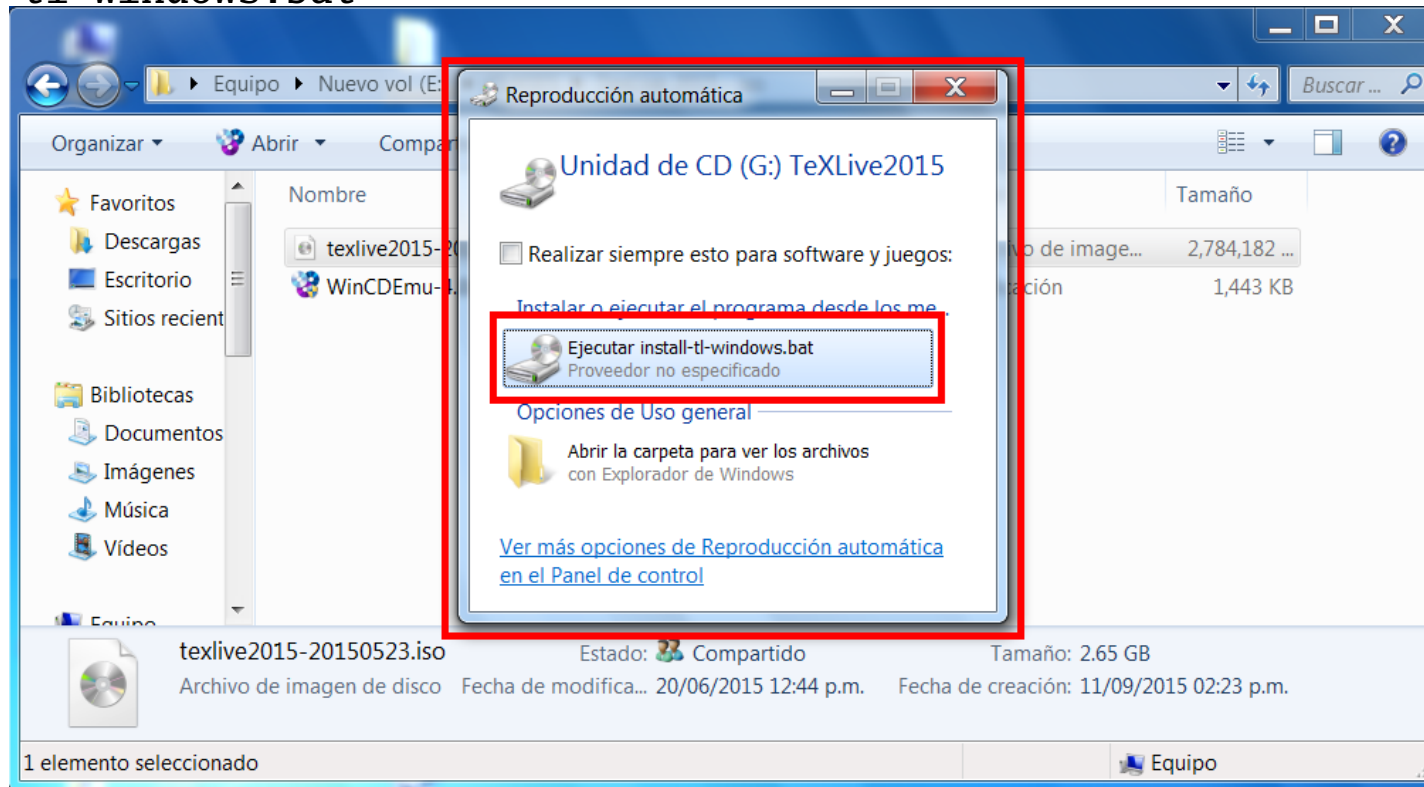 Equipo ▸ Nuevo vol (E:
Buscar ...
Organizar
Abrir
Compar
Reproducción automática
Unidad de CD (G:) TeXLive2015
Realizar siempre esto para software y juegos:
Instalar o ejecutar el programa desde los me...
Ejecutar install-tl-windows.bat
Proveedor no especificado
Opciones de Uso general
Abrir la carpeta para ver los archivos
con Explorador de Windows
Ver más opciones de Reproducción automática
en el Panel de control
Favoritos
Descargas
Escritorio
Sitios recient
Bibliotecas
Documentos
Imágenes
Música
Vídeos
Equipo
Nombre
Tamaño
texlive2015-20
vo de image...
2,784,182 ...
WinCDEmu-4.
cación
1,443 KB
texlive2015-20150523.iso
Estado: Compartido
Tamaño: 2.65 GB
Archivo de imagen de disco
Fecha de modifica... 20/06/2015 12:44 p.m.
Fecha de creación: 11/09/2015 02:23 p.m.
1 elemento seleccionado
Equipo